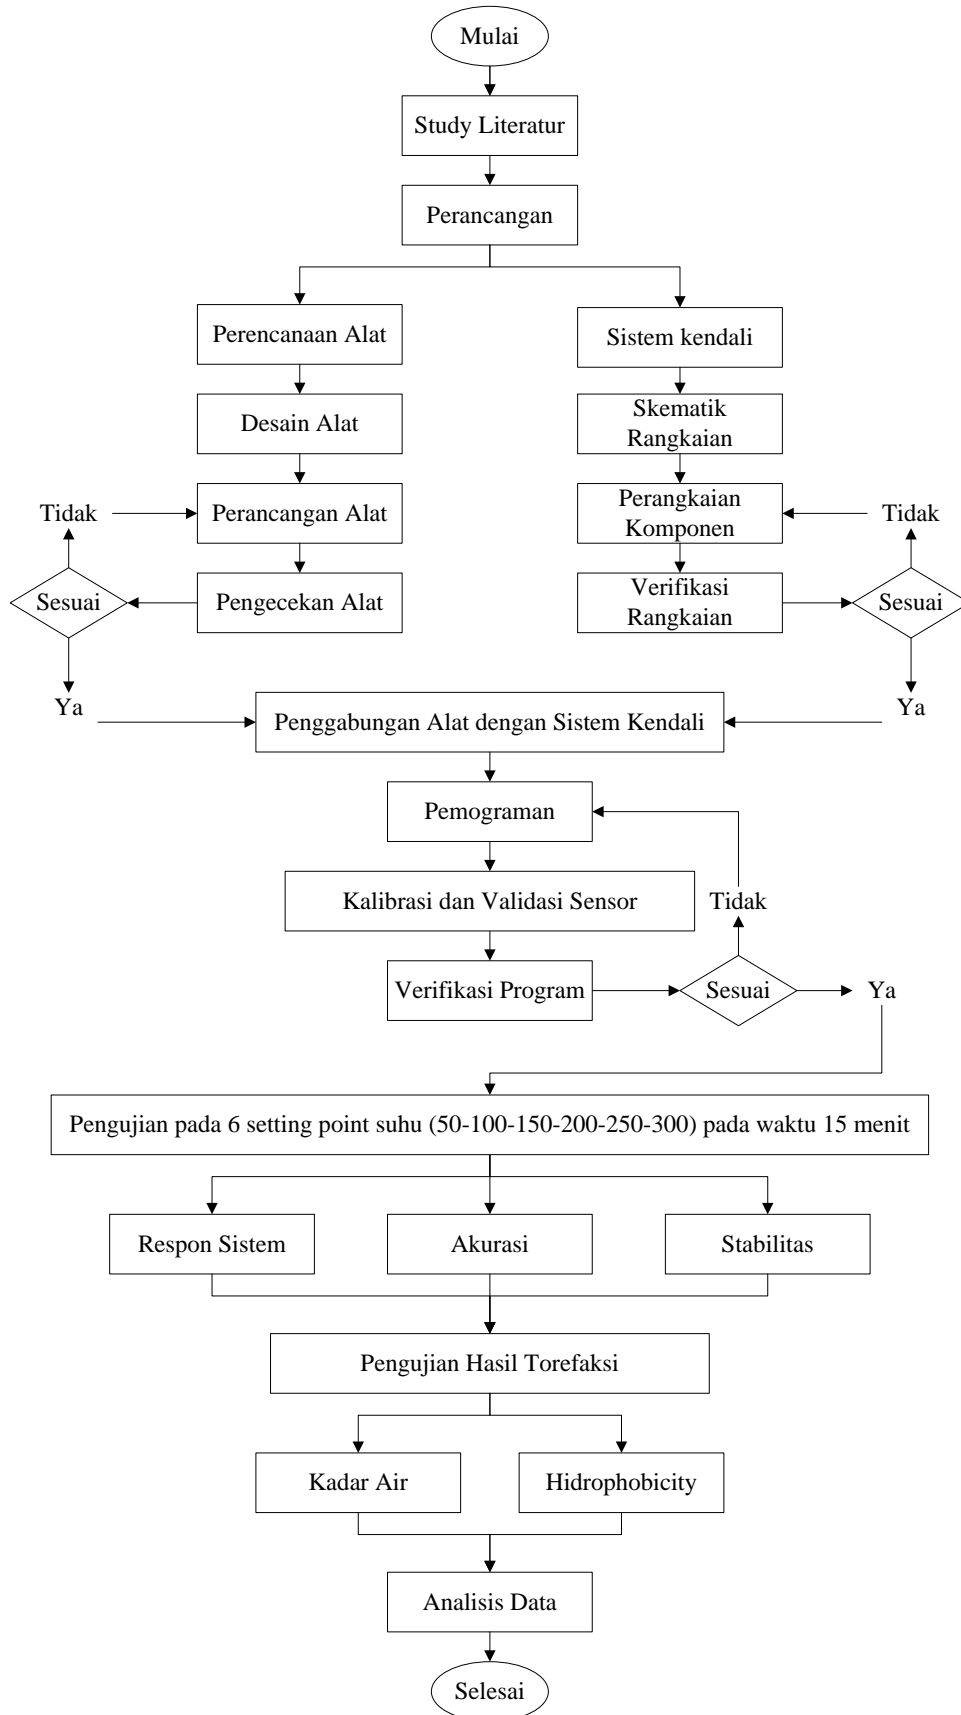 Mulai
Study Literatur
Perancangan
Perencanaan Alat
Sistem kendali
Desain Alat
Skematik
Rangkaian
Tidak
Perancangan Alat
Perangkaian
Komponen
Tidak
Sesuai
Pengecekan Alat
Verifikasi
Rangkaian
Sesuai
Ya
Penggabungan Alat dengan Sistem Kendali
Ya
Pemograman
Kalibrasi dan Validasi Sensor
Tidak
Verifikasi Program
Sesuai
Ya
Pengujian pada 6 setting point suhu (50-100-150-200-250-300) pada waktu 15 menit
Respon Sistem
Akurasi
Stabilitas
Pengujian Hasil Torefaksi
Kadar Air
Hidrophobicity
Analisis Data
Selesai